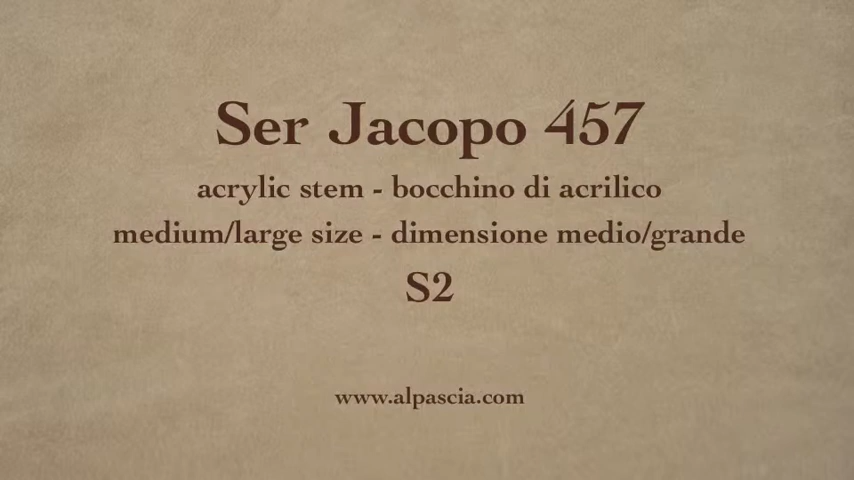 Ser Jacopo 457
acrylic stem - bocchino di acrilico
medium/large size - dimensione medio/grande
S2
www.alpascia.com